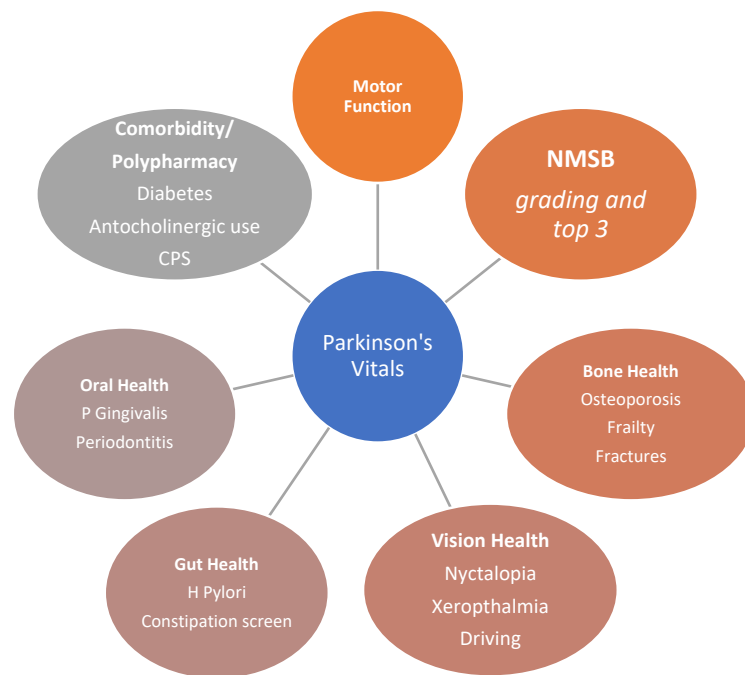 Motor
Function
NMSB
grading and
top 3
Bone Health
Osteoporosis
Frailty
Fractures
Vision Health
Nyctalopia
Xeropthalmia
Driving
Gut Health
H Pylori
Constipation screen
Oral Health
P Gingivalis
Periodontitis
Comorbidity/
Polypharmacy
Diabetes
Antocholinergic use
CPS
Parkinson's
Vitals